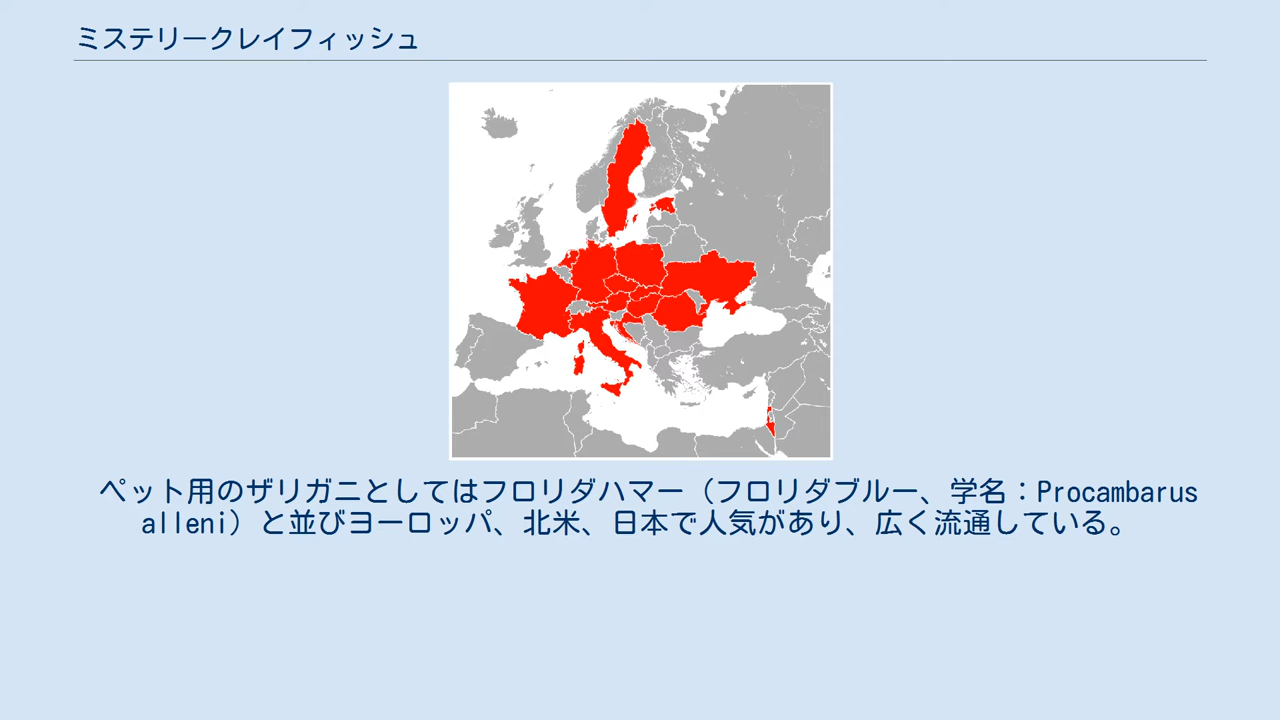 ミステリークレイフィッシュ
ペット用のザリガニとしてはフロリダハマー（フロリダブルー、学名：Procambarus
alleni）と並びヨーロッパ、北米、日本で人気があり、広く流通している。